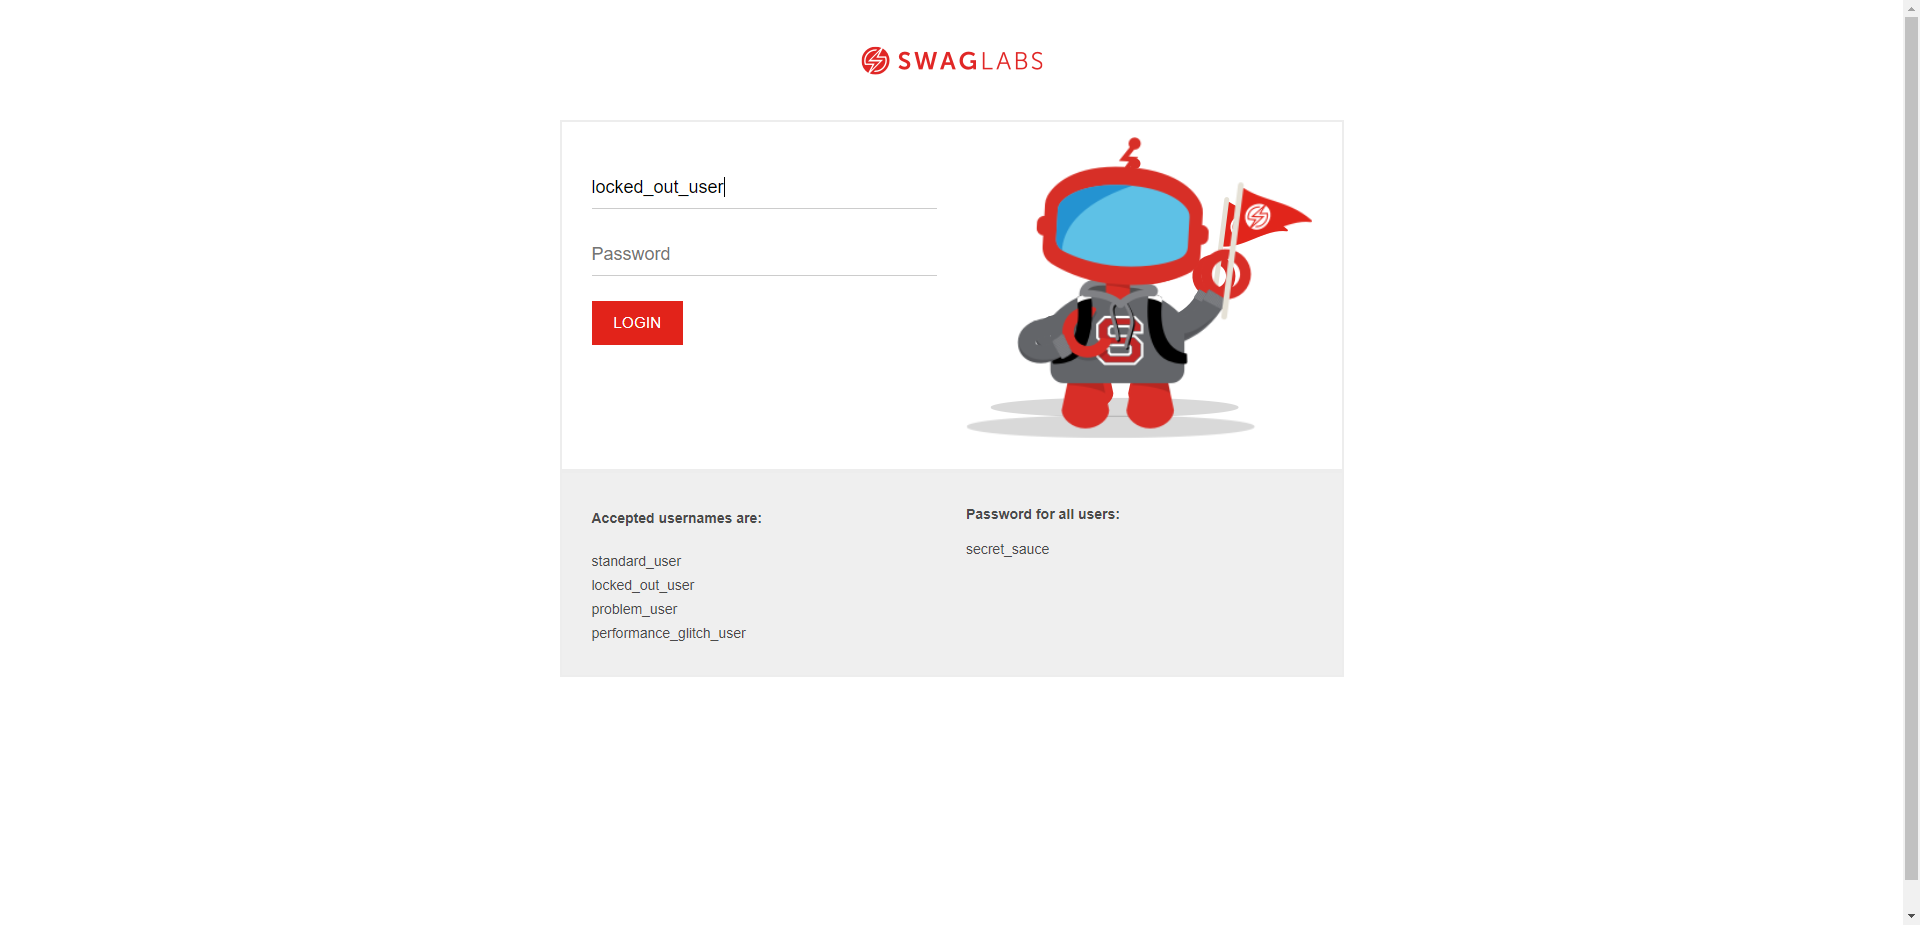 SWAGLABS
locked_out_user
Password
LOGIN
S
Accepted usernames are:
standard_user
locked_out_user
problem_user
performance_glitch_user
Password for all users:
secret_sauce